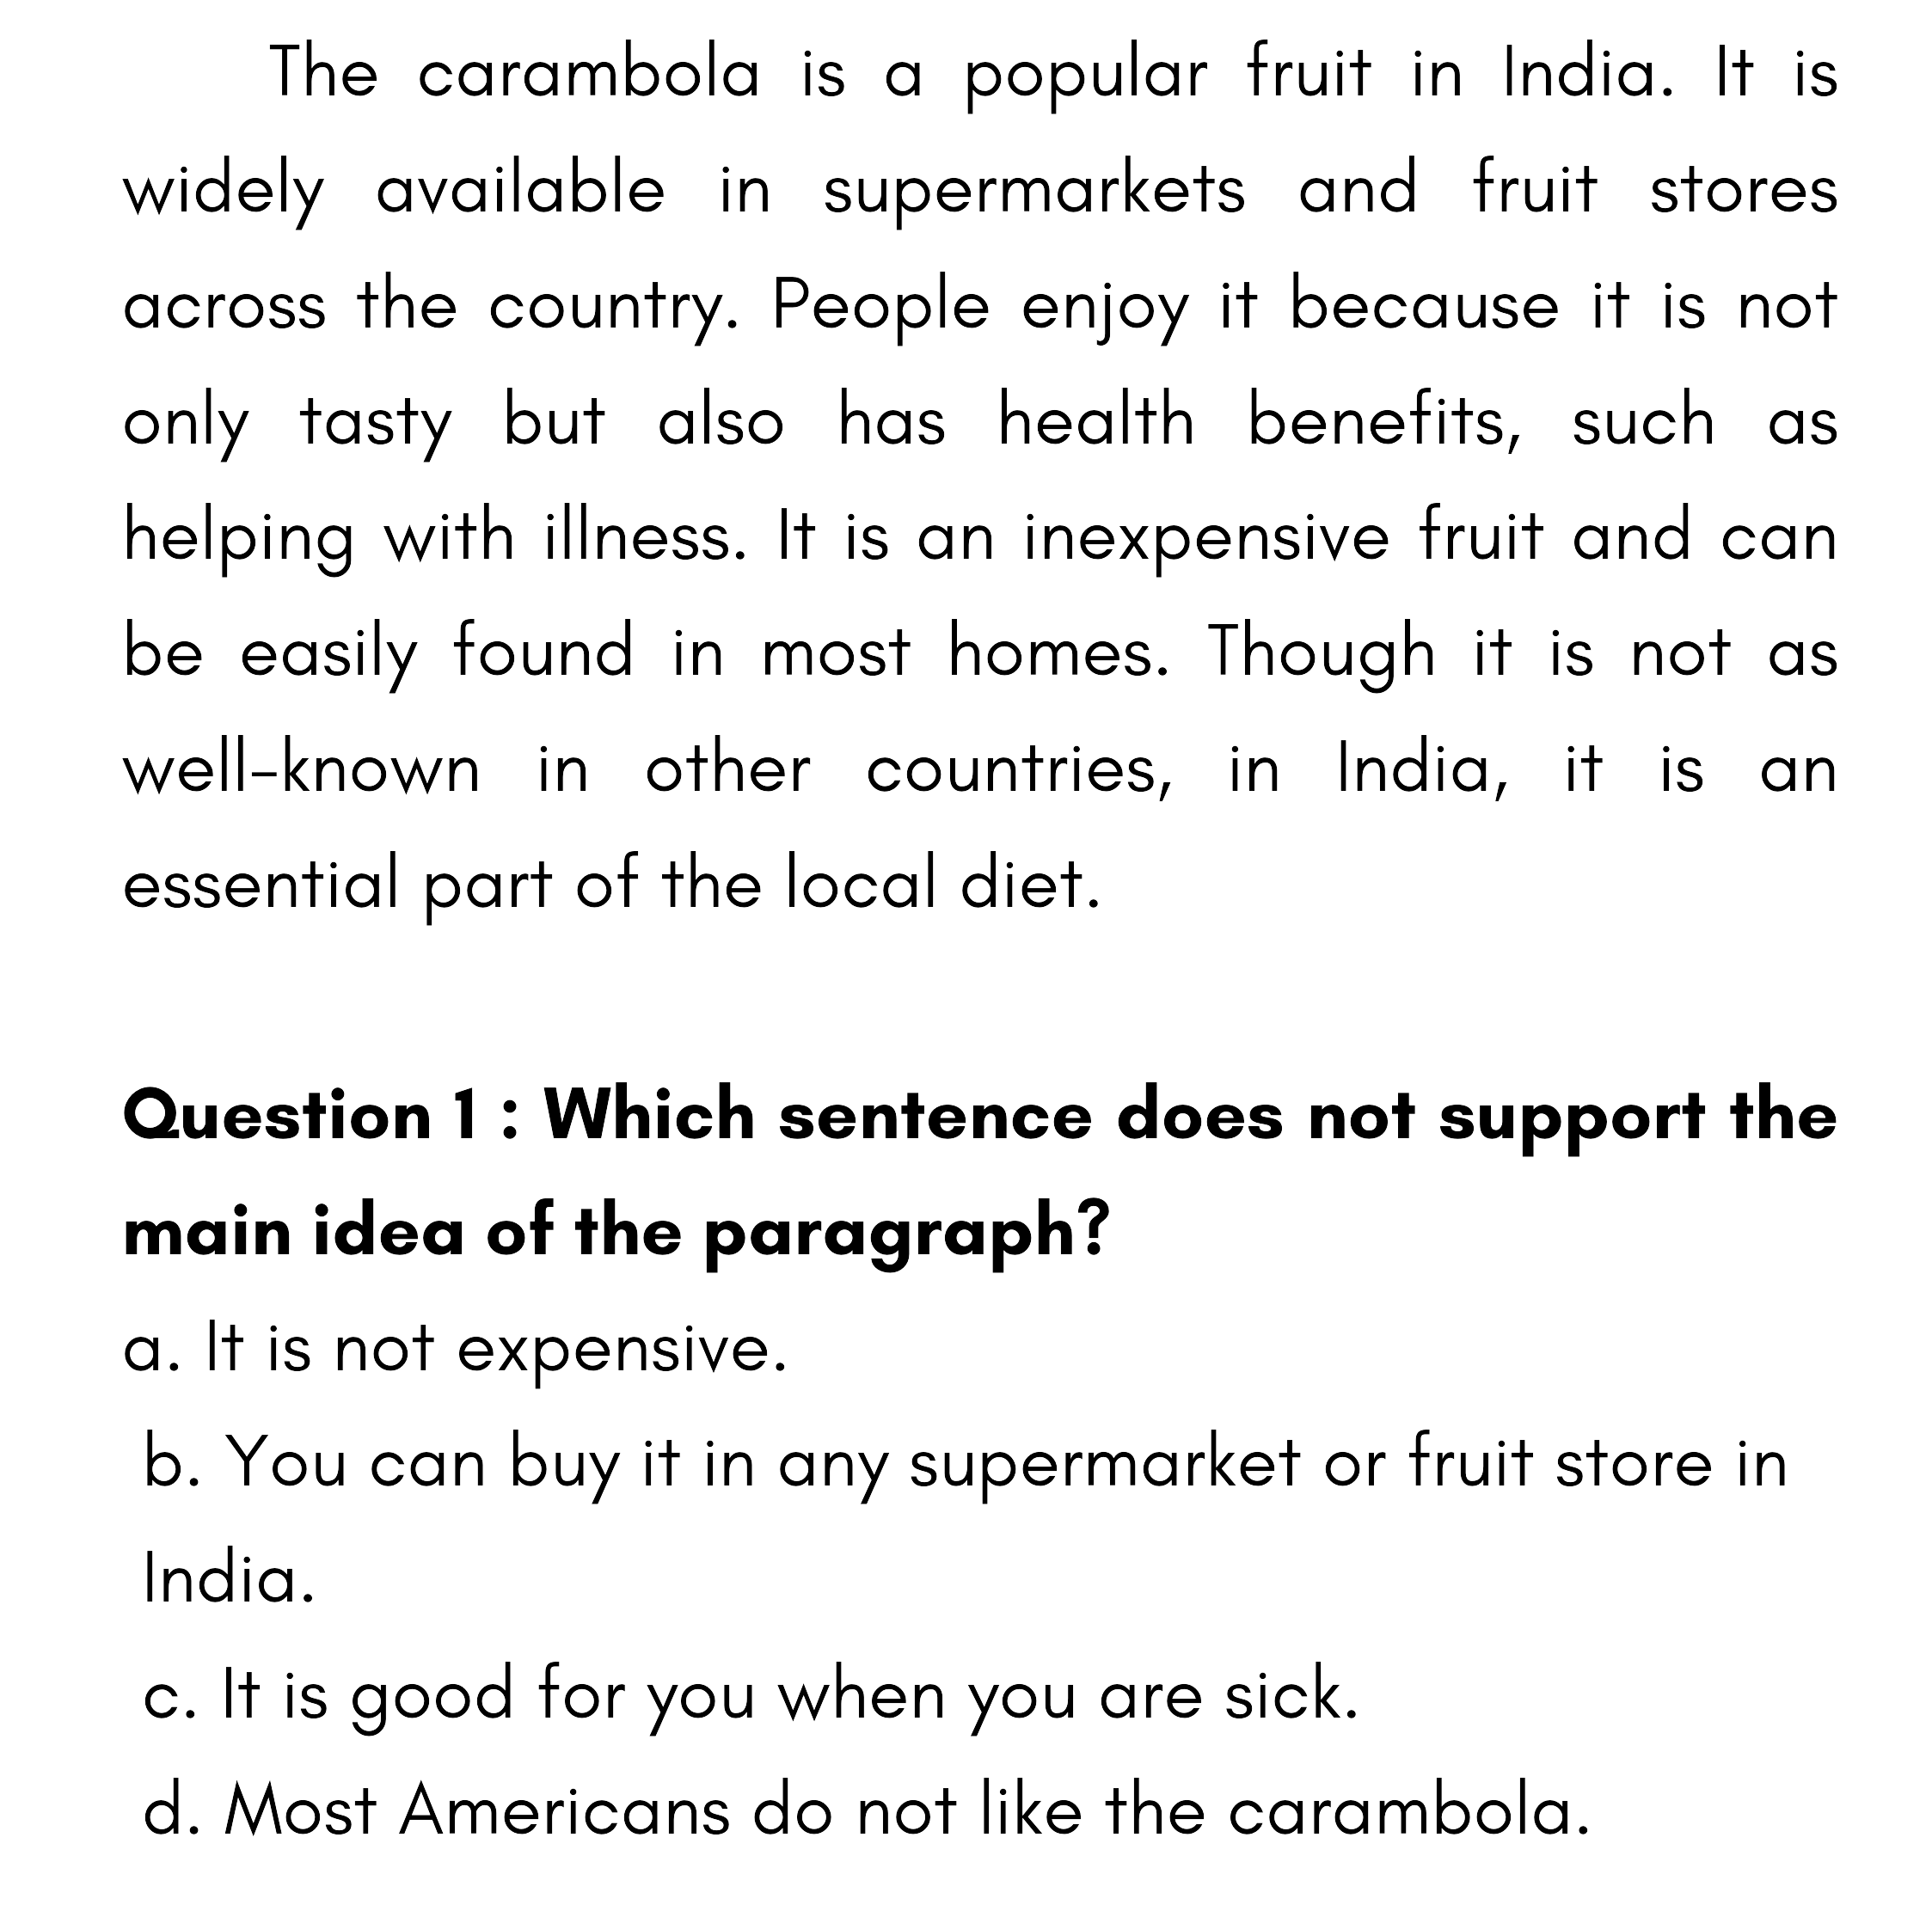 The carambola is a popular fruit in India. It is
widely available in supermarkets and fruit stores
across the country. People enjoy it because it is not
only tasty but also has health benefits, such as
helping with illness. It is an inexpensive fruit and can
be easily found in most homes. Though it is not as
well-known in other countries, in India, it is an
essential part of the local diet.
Question 1 : Which sentence does not support the
main idea of the paragraph?
a. It is not expensive.
b. You can buy it in any supermarket or fruit store in
India.
c. It is good for you when you are sick.
d. Most Americans do not like the carambola.